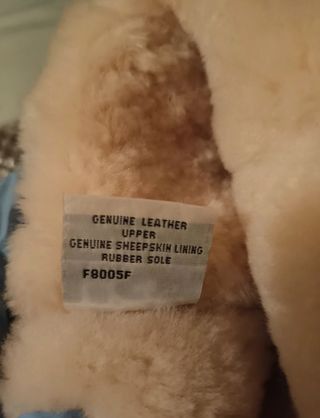 GENUINE LEATHER
UPPER
GENUINE SHEEPSKIN LINING
RUBBER SOLE
F8005F